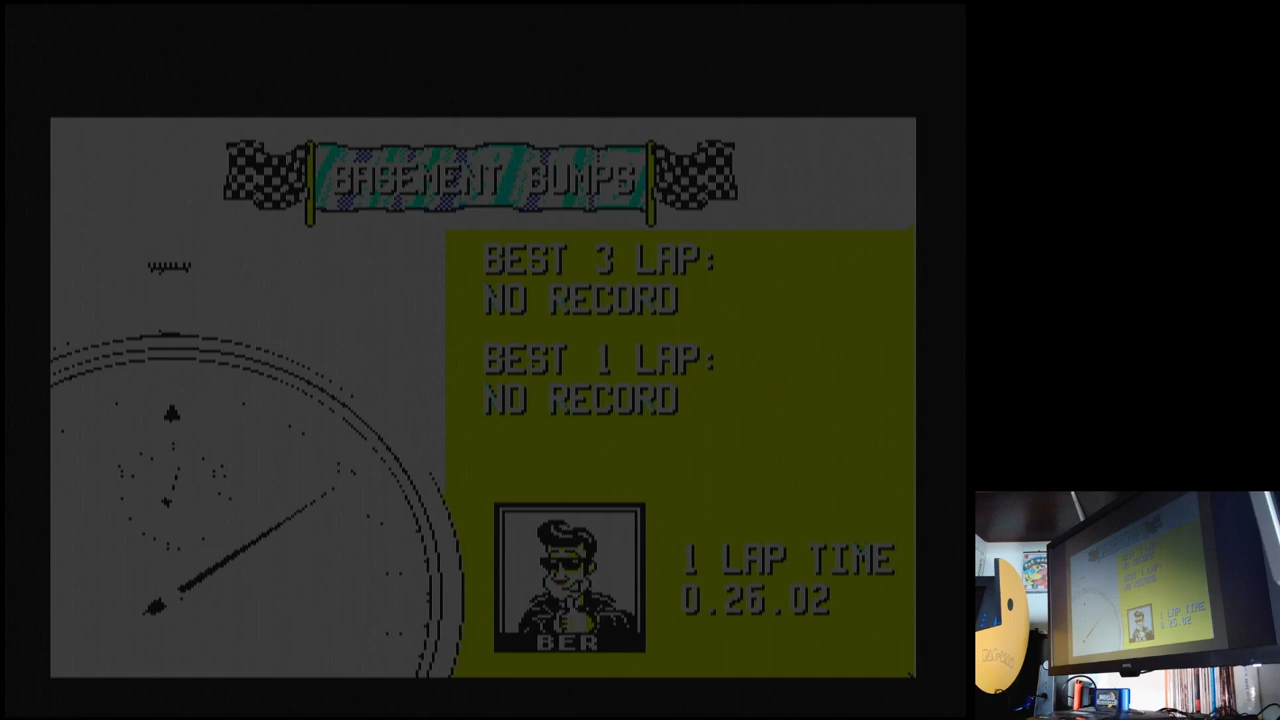 BASEMENT BUMPS
BEST 3 LAP:
NO RECORD
BEST 1 LAP:
NO RECORD
1 LAP TIME
0.26.02
BER